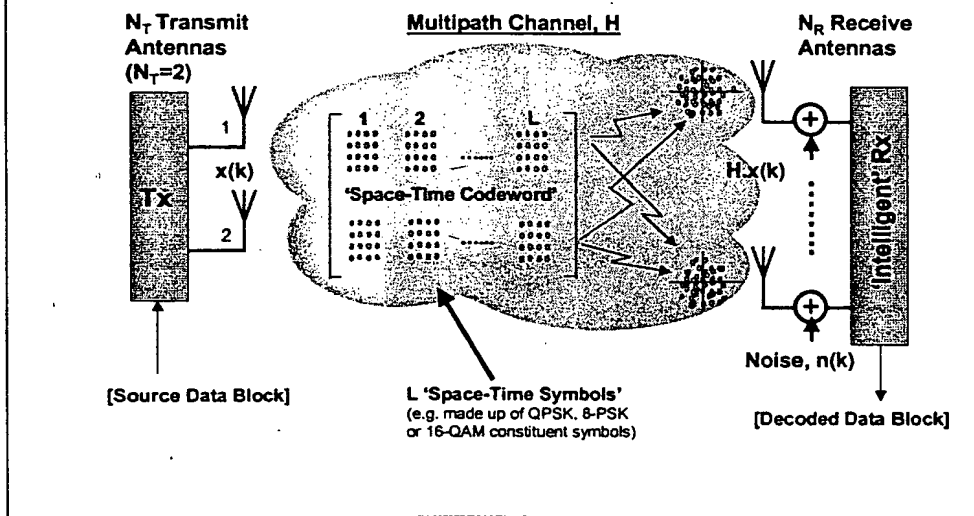 N_T Transmit
Antennas
(N_T=2)
Multipath Channel, H
N_R Receive
Antennas
1
2
L
1
x(k)
Tx
'Space-Time Codeword'
H.x(k)
'Intelligent' Rx
2
Noise, n(k)
[Source Data Block]
L 'Space-Time Symbols'
(e.g. made up of QPSK, 8-PSK
or 16-QAM constituent symbols)
[Decoded Data Block]